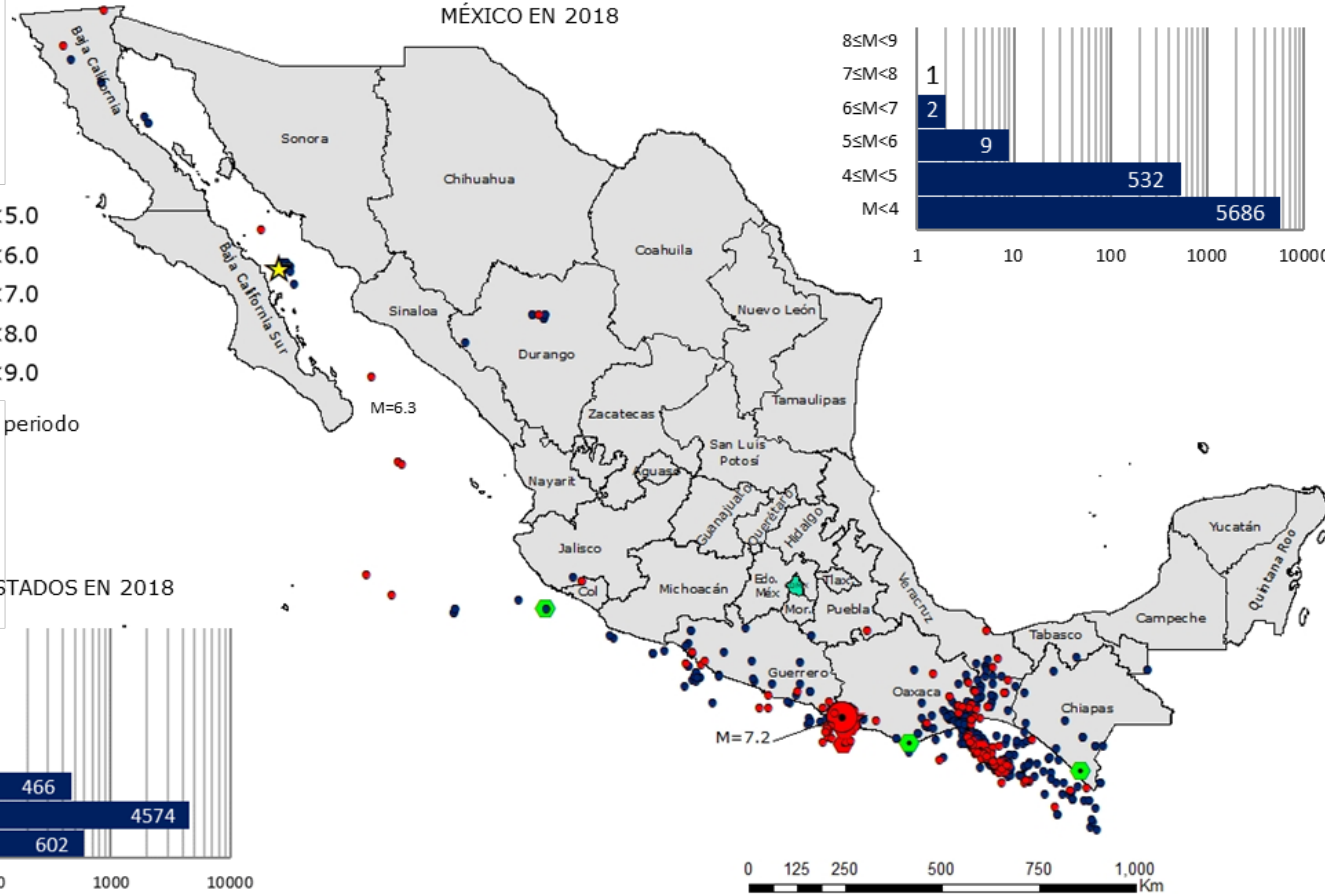 MÉXICO EN 2018
8≤M<9
7≤M<8
1
6≤M<7
2
5≤M<6
9
4≤M<5
532
M<4
5686
1
10
100
1000
10000
<5.0
<6.0
<7.0
<8.0
<9.0
periodo
Baja California
Sonora
Chihuahua
Coahuila
Baja California Sur
Sinaloa
Nuevo León
Durango
Tamaulipas
Zacatecas
M=6.3
San Luis
Potosí
Aguasc
Nayarit
Guanajuato
Querétaro
Hidalgo
Yucatán
Quintana Roo
Jalisco
Edo.
Méx
Tlax.
Col
Michoacán
Mor.
Puebla
Veracruz
Campeche
Tabasco
Guerrero
Oaxaca
Chiapas
M=7.2
STADOS EN 2018
466
4574
602
0
1000
10000
0
125
250
500
750
1,000
Km